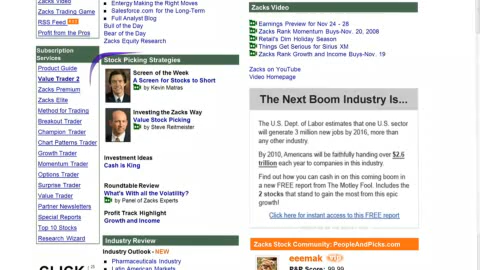 Zacks Video
Zacks Trading Game
RSS Feed
Profit from the Pros
Subscription
Services
Product Guide
Value Trader 2
Zacks Premium
Zacks Elite
Method for Trading
Breakout Trader
Champion Trader
Chart Patterns Trader
Growth Trader
Momentum Trader
Options Trader
Surprise Trader
Value Trader
Partner Newsletters
Special Reports
Top 10 Stocks
Research Wizard
CLICK
Energy Making the Right Moves
Salesforce.com for the Long-Term
Full Analyst Blog
Bull of the Day
Bear of the Day
Zacks Equity Research
Stock Picking Strategies
Screen of the Week
A Screen for Stocks to Short
by Kevin Matras
Investing the Zacks Way
Value Stock Picking
by Steve Reitmeister
Investment Ideas
Cash is King
Roundtable Review
What's With all the Volatility?
by Panel of Zacks Experts
Profit Track Highlight
Growth and Income
Industry Review
Industry Outlook - NEW
Pharmaceuticals Industry
Latin American Markets
Zacks Video
Earnings Preview for Nov 24 - 28
Zacks Rank Momentum Buys-Nov. 20, 2008
Retail's Dim Holiday Season
Things Get Serious for Sirius XM
Zacks Rank Growth and Income Buys-Nov. 19
Zacks on YouTube
Video Homepage
The Next Boom Industry Is...
The U.S. Dept. of Labor estimates that one U.S. sector
will generate 3 million new jobs by 2016, more than
any other industry.
By 2010, Americans will be faithfully handing over $2.6
trillion each year to companies in this industry.
Find out how you can cash in on this coming boom in
a new FREE report from The Motley Fool. Includes the
2 stocks that stand to gain the most from this epic
growth!
Click here for instant access to this FREE report
Zacks Stock Community: PeopleAndPicks.com
eeemak
P&P Score: 99.99